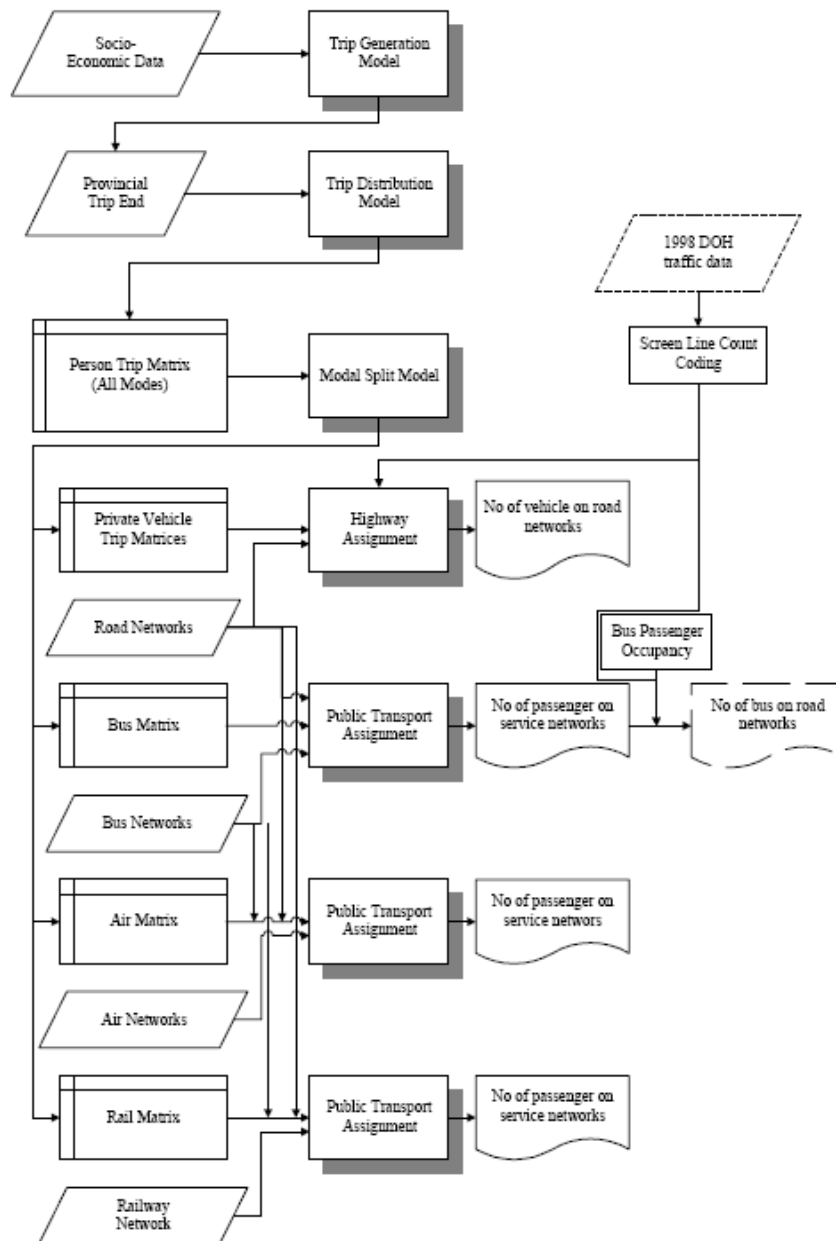 Socio-
Economic Data
Trip Generation
Model
Provincial
Trip End
Trip Distribution
Model
1998 DOH
traffic data
Screen Line Count
Coding
Person Trip Matrix
(All Modes)
Modal Split Model
Private Vehicle
Trip Matrices
Highway
Assignment
No of vehicle on road
networks
Road Networks
Bus Passenger
Occupancy
Bus Matrix
Public Transport
Assignment
No of passenger on
service networks
No of bus on road
networks
Bus Networks
Air Matrix
Public Transport
Assignment
No of passenger on
service networs
Air Networks
Rail Matrix
Public Transport
Assignment
No of passenger on
service networks
Railway
Network